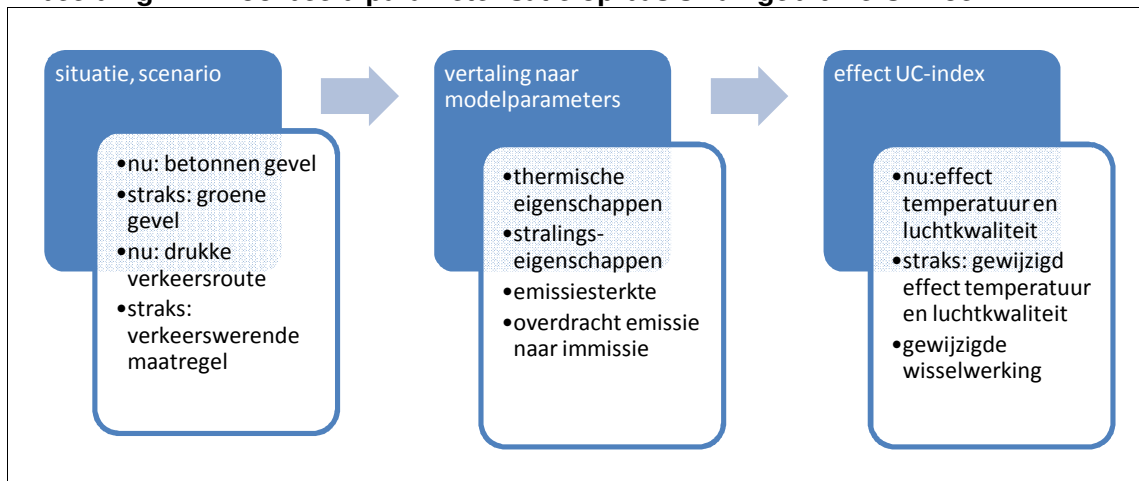 situatie, scenario
•nu: betonnen gevel
•straks: groene
gevel
•nu: drukke
verkeersroute
•straks:
verkeerswerende
maatregel
vertaling naar
modelparameters
•thermische
eigenschappen
•stralings-
eigenschappen
•emissiesterkte
•overdracht emissie
naar immissie
effect UC-index
•nu:effect
temperatuur en
luchtkwaliteit
•straks: gewijzigd
effect temperatuur
en luchtkwaliteit
•gewijzigde
wisselwerking